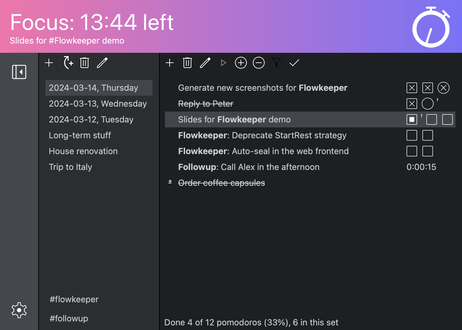 Focus: 13:44 left
Slides for #Flowkeeper demo
2024-03-14, Thursday
2024-03-13, Wednesday
2024-03-12, Tuesday
Long-term stuff
House renovation
Trip to Italy
#flowkeeper
#followup
Generate new screenshots for Flowkeeper
Reply to Peter
Slides for Flowkeeper demo
Flowkeeper: Deprecate StartRest strategy
Flowkeeper: Auto-seal in the web frontend
Followup: Call Alex in the afternoon 0:00:15
Order coffee capsules
Done 4 of 12 pomodoros (33%), 6 in this set